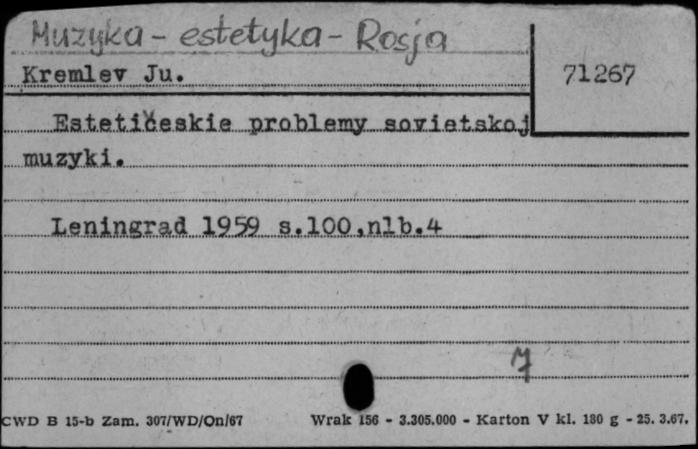 Muzyka - estetyka - Rosja
Kremlev Ju.
71267
Estetičeskie problemy sovietskoj
muzyki.
Leningrad 1959 s.100,nlb.4
CWD B 15-b Zam. 307/WD/On/67 Wrak 156 - 3.305.000 - Karton V kl. 180 g - 25. 3.67.